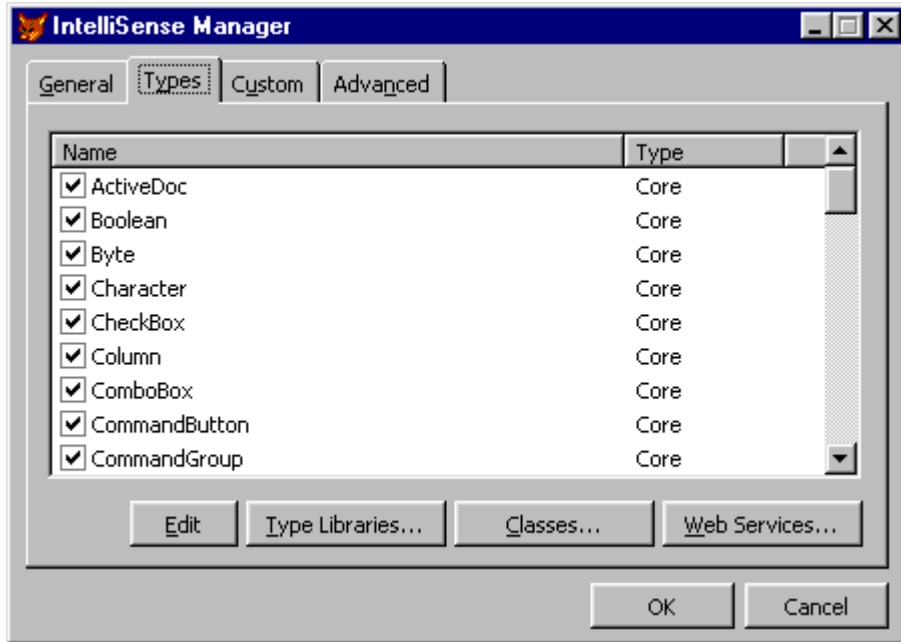 IntelliSense Manager
General Types Custom Advanced
Name Type
ActiveDoc Core
Boolean Core
Byte Core
Character Core
CheckBox Core
Column Core
ComboBox Core
CommandButton Core
CommandGroup Core
Edit Type Libraries... Classes... Web Services...
OK Cancel